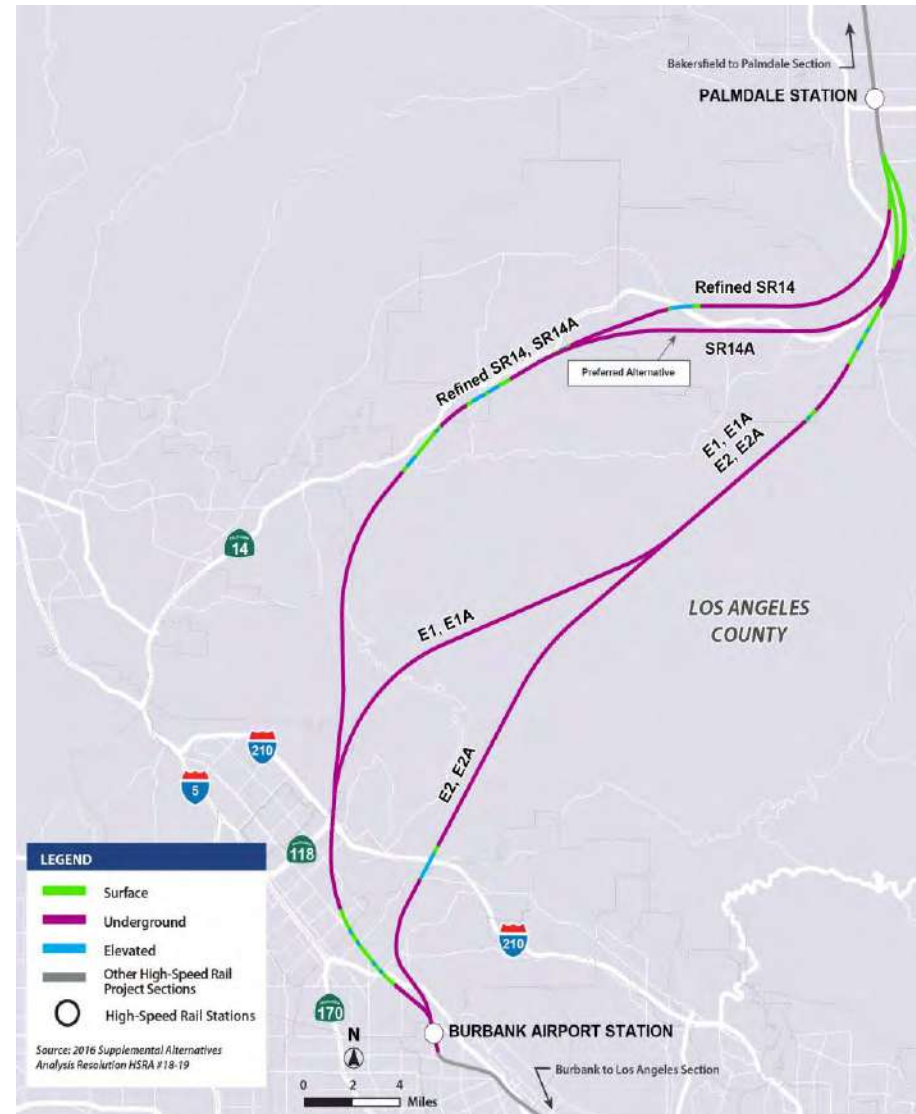 Bakersfield to Palmdale Section
PALMDALE STATION
Refined SR14
Refined SR14, SR14A
SR14A
Preferred Alternative
E1, E1A
E2, E2A
14
LOS ANGELES
COUNTY
E1, E1A
210
5
E2, E2A
118
LEGEND
Surface
Underground
Elevated
Other High-Speed Rail
Project Sections
High-Speed Rail Stations
Source: 2016 Supplemental Alternatives
Analysis Resolution HSRA #18-19
210
170
N
BURBANK AIRPORT STATION
Burbank to Los Angeles Section
0 2 4
Miles